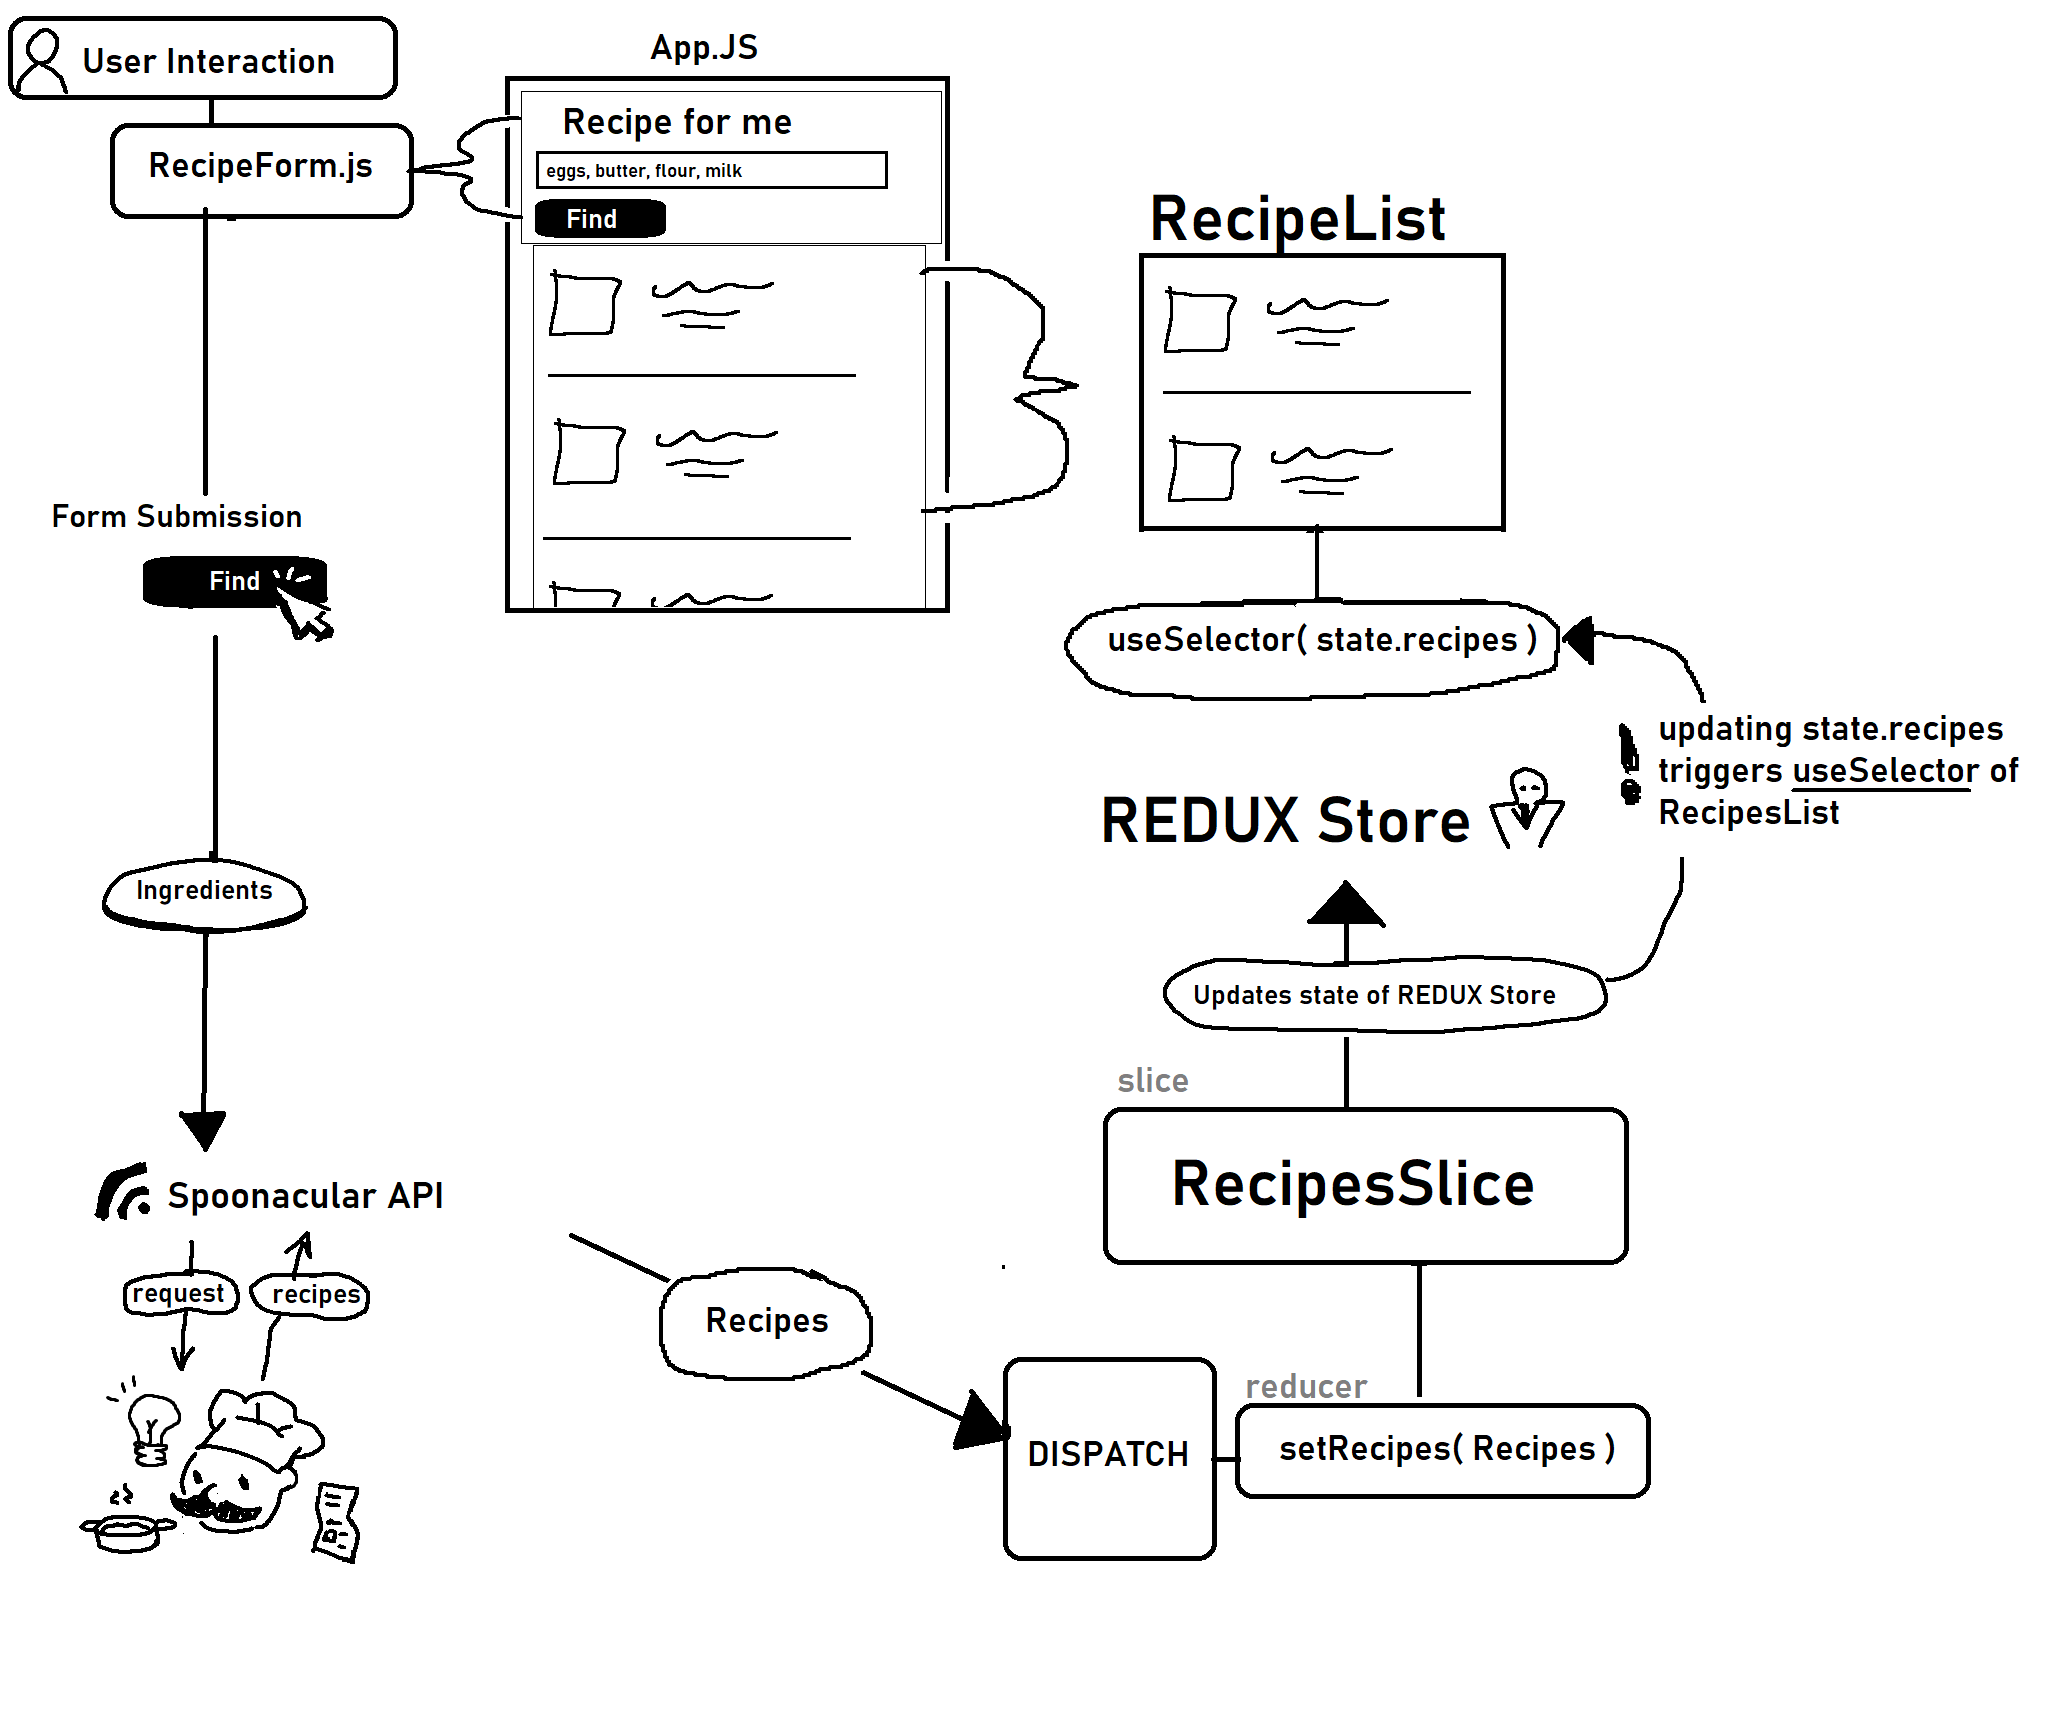 User Interaction
RecipeForm.js
App.JS
Recipe for me
eggs, butter, flour, milk
Find
RecipeList
Form Submission
Find
useSelector( state.recipes )
updating state.recipes
triggers useSelector of
RecipesList
REDUX Store
Ingredients
Updates state of REDUX Store
slice
RecipesSlice
Spoonacular API
request
recipes
Recipes
DISPATCH
reducer
setRecipes( Recipes )